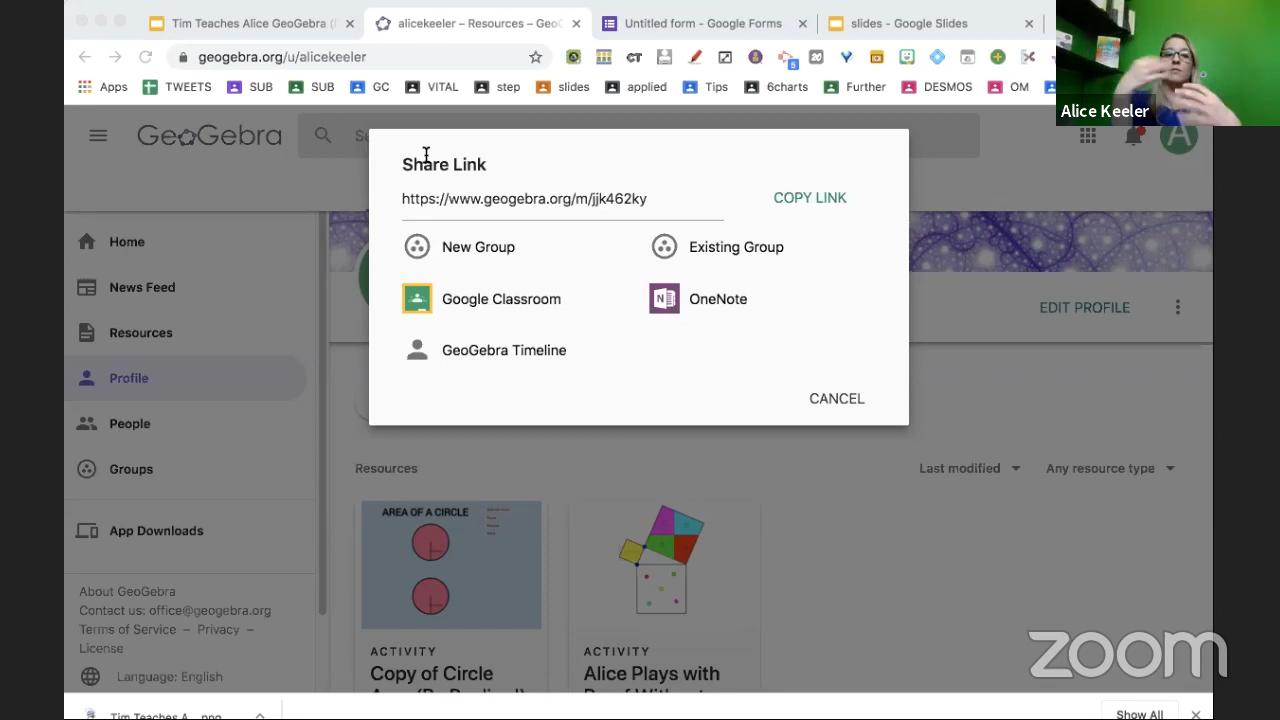 Tim Teaches Alice GeoGebra (
alicekeeler – Resources – GeoG
Untitled form - Google Forms
slides - Google Slides
geogebra.org/u/alicekeeler
Apps
TWEETS
SUB
SUB
GC
VITAL
step
slides
applied
Tips
6charts
Further
DESMOS
OM
Alice Keeler
GeoGebra
Se
A
Share Link
https://www.geogebra.org/m/jjk462ky
COPY LINK
New Group
Existing Group
Google Classroom
OneNote
GeoGebra Timeline
CANCEL
Home
News Feed
Resources
Profile
People
Groups
App Downloads
About GeoGebra
Contact us: office@geogebra.org
Terms of Service – Privacy –
License
Language: English
EDIT PROFILE
Resources
Last modified
Any resource type
AREA OF A CIRCLE
ACTIVITY
Copy of Circle
ACTIVITY
Alice Plays with
zoom
Tim Teaches A....png
Show All